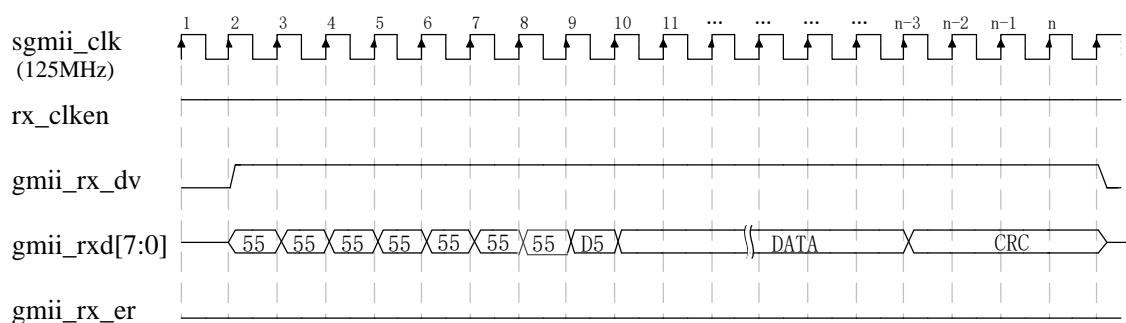 1 2 3 4 5 6 7 8 9 10 11 ... ... ... ... n-3 n-2 n-1 n
sgmii_clk
(125MHz)
rx_clken
gmii_rx_dv
gmii_rxd[7:0] 55 55 55 55 55 55 55 D5 DATA CRC
gmii_rx_er